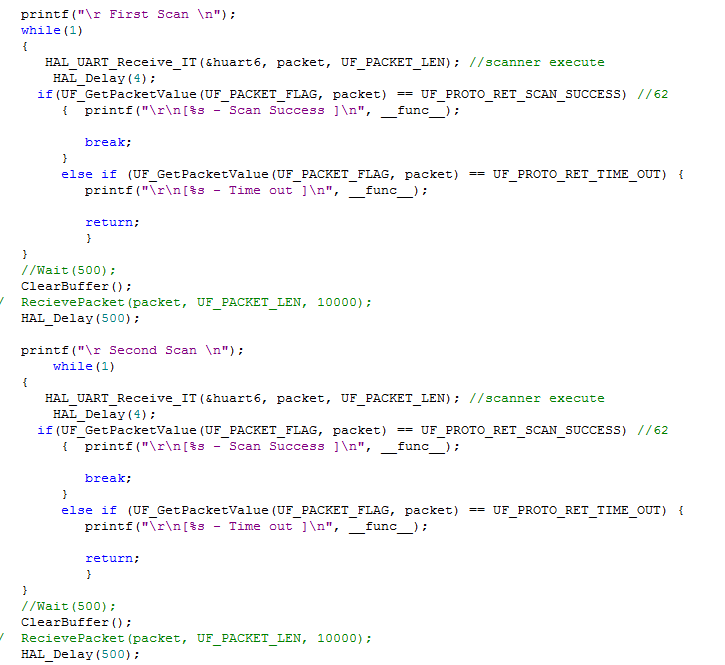 printf("\r First Scan \n");
while(1)
{
HAL_UART_Receive_IT(&huart6, packet, UF_PACKET_LEN); //scanner execute
HAL_Delay(4);
if(UF_GetPacketValue(UF_PACKET_FLAG, packet) == UF_PROTO_RET_SCAN_SUCCESS) //62
{ printf("\r\n[%s - Scan Success ]\n", __func__);
break;
}
else if (UF_GetPacketValue(UF_PACKET_FLAG, packet) == UF_PROTO_RET_TIME_OUT) {
printf("\r\n[%s - Time out ]\n", __func__);
return;
}
}
//Wait(500);
ClearBuffer();
/ RecievePacket(packet, UF_PACKET_LEN, 10000);
HAL_Delay(500);
printf("\r Second Scan \n");
while(1)
{
HAL_UART_Receive_IT(&huart6, packet, UF_PACKET_LEN); //scanner execute
HAL_Delay(4);
if(UF_GetPacketValue(UF_PACKET_FLAG, packet) == UF_PROTO_RET_SCAN_SUCCESS) //62
{ printf("\r\n[%s - Scan Success ]\n", __func__);
break;
}
else if (UF_GetPacketValue(UF_PACKET_FLAG, packet) == UF_PROTO_RET_TIME_OUT) {
printf("\r\n[%s - Time out ]\n", __func__);
return;
}
}
//Wait(500);
ClearBuffer();
/ RecievePacket(packet, UF_PACKET_LEN, 10000);
HAL_Delay(500);